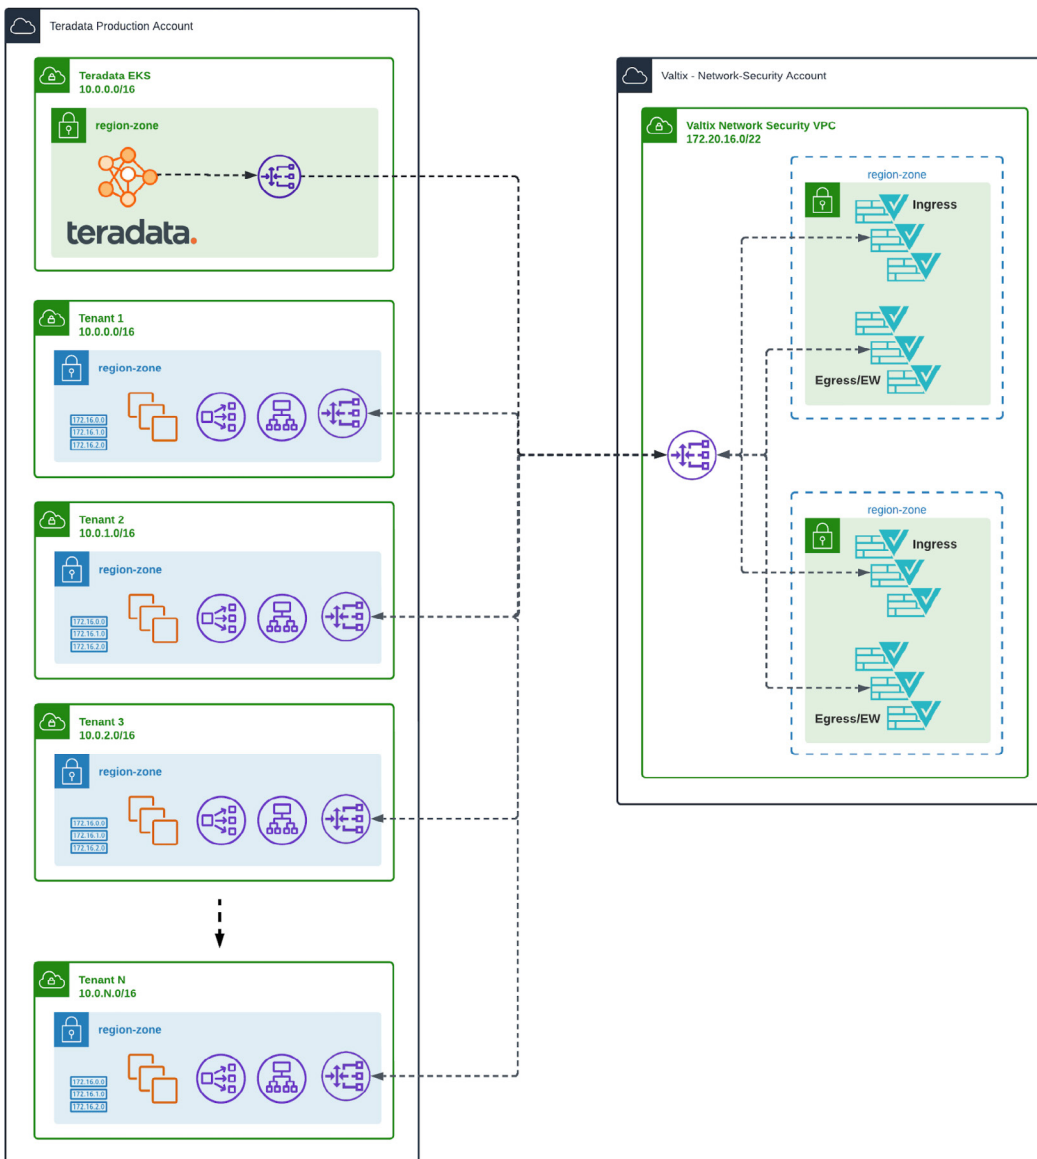 Teradata Production Account
Teradata EKS
10.0.0.0/16
region-zone
teradata.
Tenant 1
10.0.0.0/16
region-zone
172.16.0.0
172.16.1.0
172.16.2.0
Tenant 2
10.0.1.0/16
region-zone
172.16.0.0
172.16.1.0
172.16.2.0
Tenant 3
10.0.2.0/16
region-zone
172.16.0.0
172.16.1.0
172.16.2.0
Tenant N
10.0.N.0/16
region-zone
172.16.0.0
172.16.1.0
172.16.2.0
Valtix - Network-Security Account
Valtix Network Security VPC
172.20.16.0/22
region-zone
Ingress
Egress/EW
region-zone
Ingress
Egress/EW